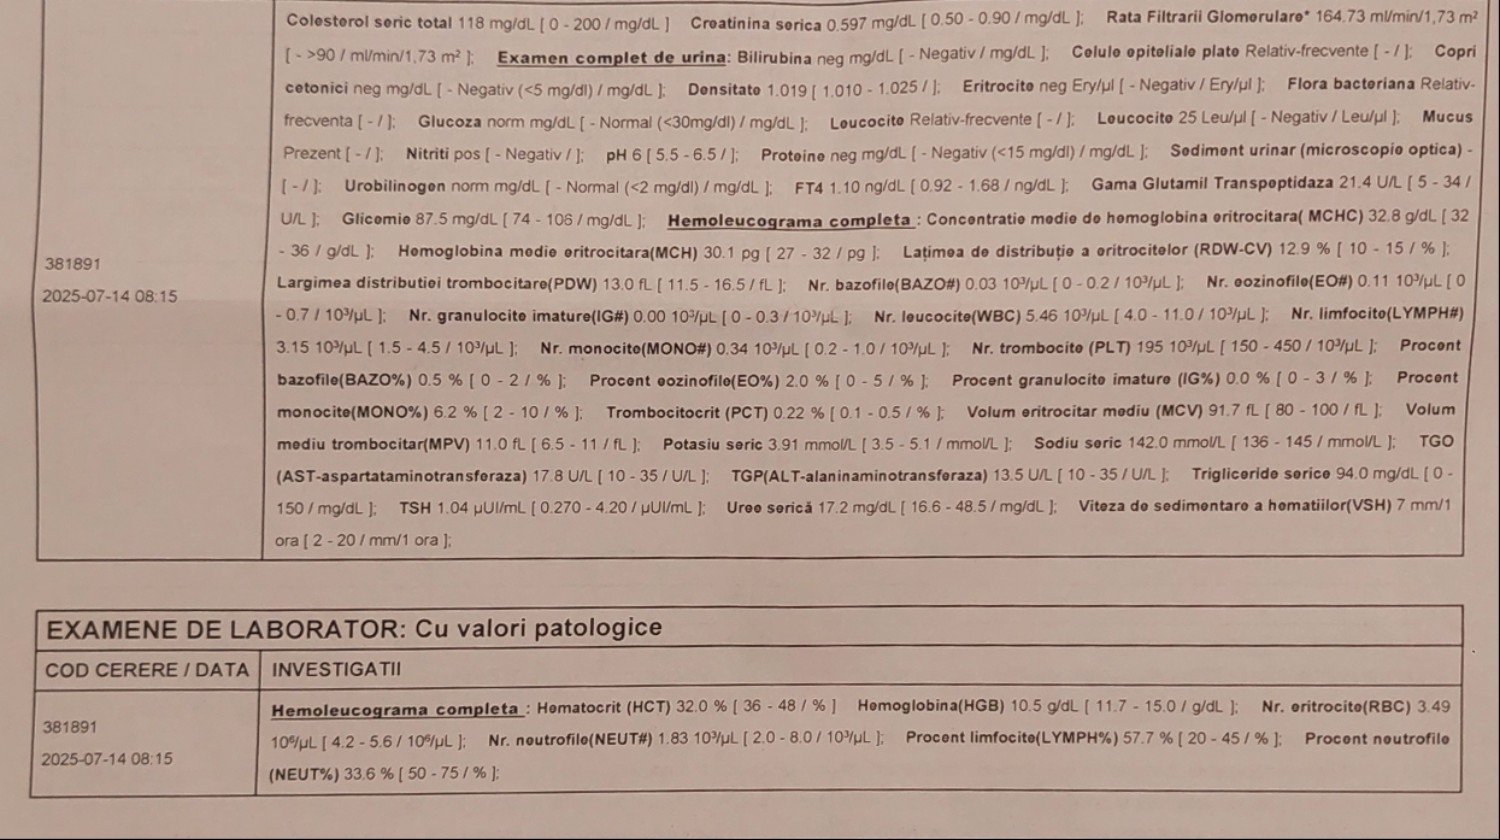 Colesterol seric total 118 mg/dL [ 0 - 200 / mg/dL ] Creatinina serica 0.597 mg/dL [ 0.50 - 0.90 / mg/dL ]; Rata Filtrarii Glomerulare* 164.73 ml/min/1,73 m²
[ - >90 / ml/min/1,73 m² ]; Examen complet de urina: Bilirubina neg mg/dL [ - Negativ / mg/dL ]; Celule epiteliale plate Relativ-frecvente [ - / ]; Copri
cetonici neg mg/dL [ - Negativ (<5 mg/dl) / mg/dL ]; Densitate 1.019 [ 1.010 - 1.025 / ]; Eritrocite neg Ery/µl [ - Negativ / Ery/µl ]; Flora bacteriana Relativ-
frecventa [ - / ]; Glucoza norm mg/dL [ - Normal (<30mg/dl) / mg/dL ]; Leucocite Relativ-frecvente [ - / ]; Leucocite 25 Leu/µl [ - Negativ / Leu/µl ]; Mucus
Prezent [ - / ]; Nitriti pos [ - Negativ / ]; pH 6 [ 5.5 - 6.5 / ]; Proteine neg mg/dL [ - Negativ (<15 mg/dl) / mg/dL ]; Sediment urinar (microscopie optica) -
[ - / ]; Urobilinogen norm mg/dL [ - Normal (<2 mg/dl) / mg/dL ]; FT4 1.10 ng/dL [ 0.92 - 1.68 / ng/dL ]; Gama Glutamil Transpeptidaza 21.4 U/L [ 5 - 34 /
U/L ]; Glicemie 87.5 mg/dL [ 74 - 106 / mg/dL ]; Hemoleucograma completa : Concentratie medie de hemoglobina eritrocitara( MCHC) 32.8 g/dL [ 32
- 36 / g/dL ]; Hemoglobina medie eritrocitara(MCH) 30.1 pg [ 27 - 32 / pg ]; Lațimea de distribuție a eritrocitelor (RDW-CV) 12.9 % [ 10 - 15 / % ];
381891
2025-07-14 08:15
Largimea distributiei trombocitare(PDW) 13.0 fL [ 11.5 - 16.5 / fL ]; Nr. bazofile(BAZO#) 0.03 10³/µL [ 0 - 0.2 / 10³/µL ]; Nr. eozinofile(EO#) 0.11 10³/µL [ 0
- 0.7 / 10³/µL ]; Nr. granulocite imature(IG#) 0.00 10³/µL [ 0 - 0.3 / 10³/µL ]; Nr. leucocite(WBC) 5.46 10³/µL [ 4.0 - 11.0 / 10³/µL ]; Nr. limfocite(LYMPH#)
3.15 10³/µL [ 1.5 - 4.5 / 10³/µL ]; Nr. monocite(MONO#) 0.34 10³/µL [ 0.2 - 1.0 / 10³/µL ]; Nr. trombocite (PLT) 195 10³/µL [ 150 - 450 / 10³/µL ]; Procent
bazofile(BAZO%) 0.5 % [ 0 - 2 / % ]; Procent eozinofile(EO%) 2.0 % [ 0 - 5 / % ]; Procent granulocite imature (IG%) 0.0 % [ 0 - 3 / % ]; Procent
monocite(MONO%) 6.2 % [ 2 - 10 / % ]; Trombocitocrit (PCT) 0.22 % [ 0.1 - 0.5 / % ]; Volum eritrocitar mediu (MCV) 91.7 fL [ 80 - 100 / fL ]; Volum
mediu trombocitar(MPV) 11.0 fL [ 6.5 - 11 / fL ]; Potasiu seric 3.91 mmol/L [ 3.5 - 5.1 / mmol/L ]; Sodiu seric 142.0 mmol/L [ 136 - 145 / mmol/L ]; TGO
(AST-aspartataminotransferaza) 17.8 U/L [ 10 - 35 / U/L ]; TGP(ALT-alaninaminotransferaza) 13.5 U/L [ 10 - 35 / U/L ]; Trigliceride serice 94.0 mg/dL [ 0 -
150 / mg/dL ]; TSH 1.04 µUI/mL [ 0.270 - 4.20 / µUI/mL ]; Uree serică 17.2 mg/dL [ 16.6 - 48.5 / mg/dL ]; Viteza de sedimentare a hematiilor(VSH) 7 mm/1
ora [ 2 - 20 / mm/1 ora ];
EXAMENE DE LABORATOR: Cu valori patologice
COD CERERE / DATA INVESTIGATII
381891
2025-07-14 08:15
Hemoleucograma completa : Hematocrit (HCT) 32.0 % [ 36 - 48 / % ] Hemoglobina(HGB) 10.5 g/dL [ 11.7 - 15.0 / g/dL ]; Nr. eritrocite(RBC) 3.49
10⁶/µL [ 4.2 - 5.6 / 10⁶/µL ]; Nr. neutrofile(NEUT#) 1.83 10³/µL [ 2.0 - 8.0 / 10³/µL ]; Procent limfocite(LYMPH%) 57.7 % [ 20 - 45 / % ]; Procent neutrofile
(NEUT%) 33.6 % [ 50 - 75 / % ];